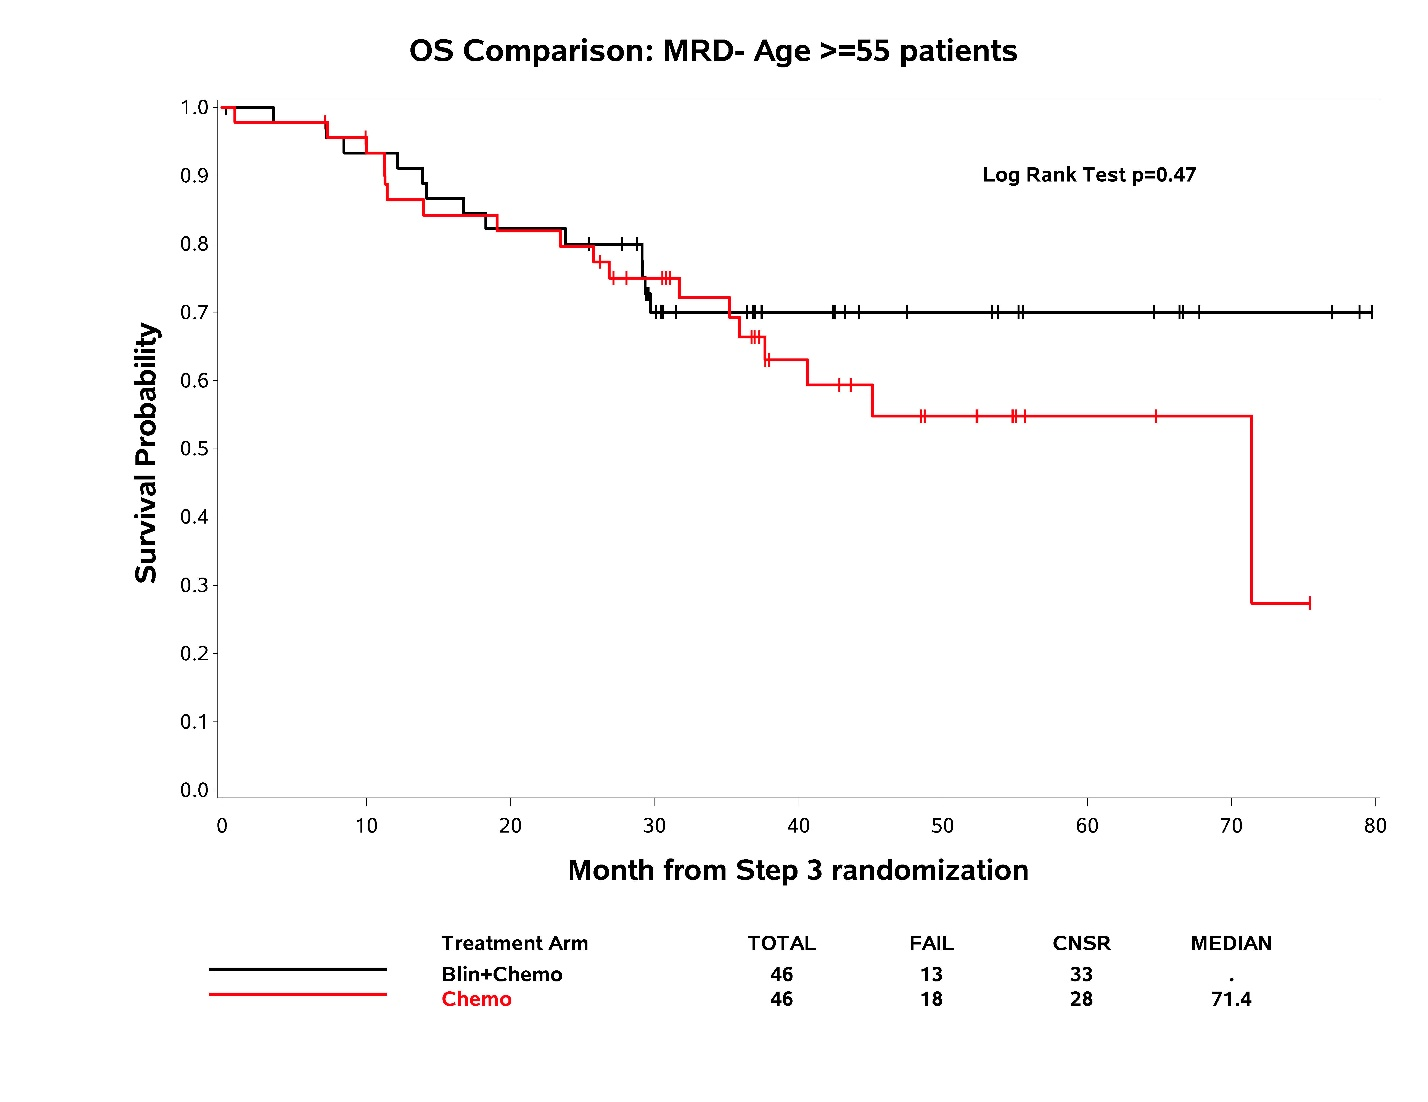 OS Comparison: MRD- Age >=55 patients
1.0
0.9
0.8
0.7
0.6
0.5
0.4
0.3
0.2
0.1
0.0
Survival Probability
Log Rank Test p=0.47
0 10 20 30 40 50 60 70 80
Month from Step 3 randomization
Treatment Arm TOTAL FAIL CNSR MEDIAN
Blin+Chemo 46 13 33 .
Chemo 46 18 28 71.4